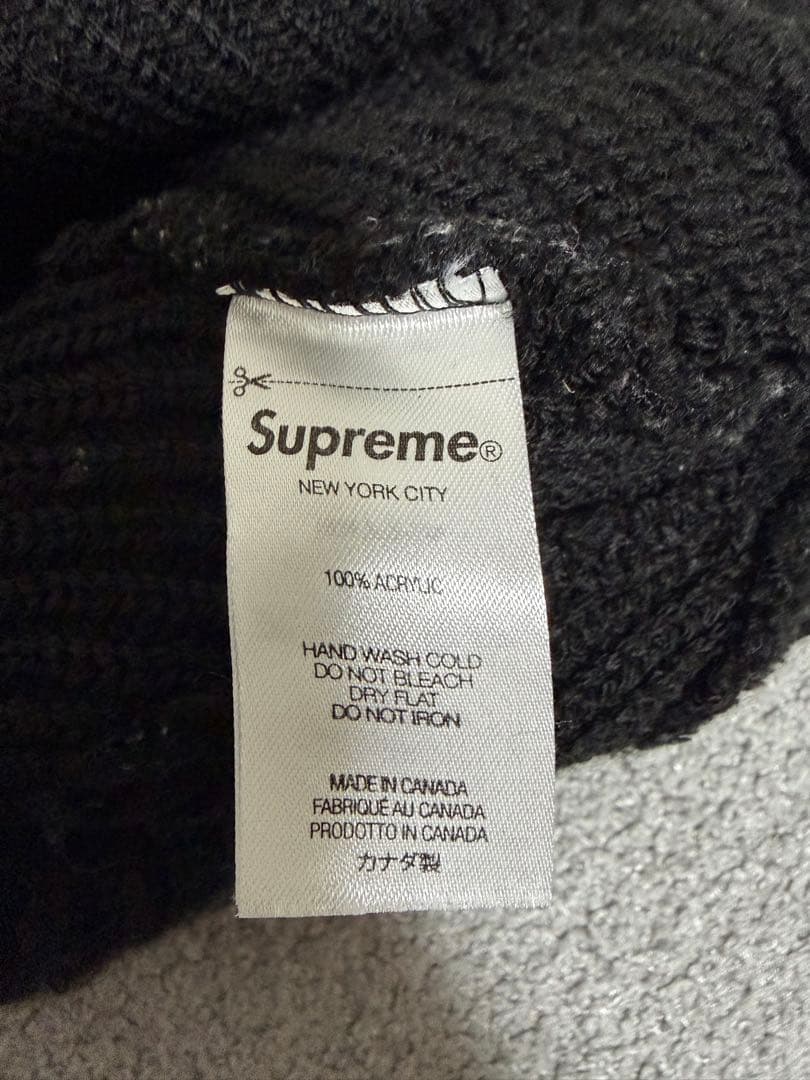 Supreme®
NEW YORK CITY
100% ACRYLIC
HAND WASH COLD
DO NOT BLEACH
DRY FLAT
DO NOT IRON
MADE IN CANADA
FABRIQUÉ AU CANADA
PRODOTTO IN CANADA
カナダ製